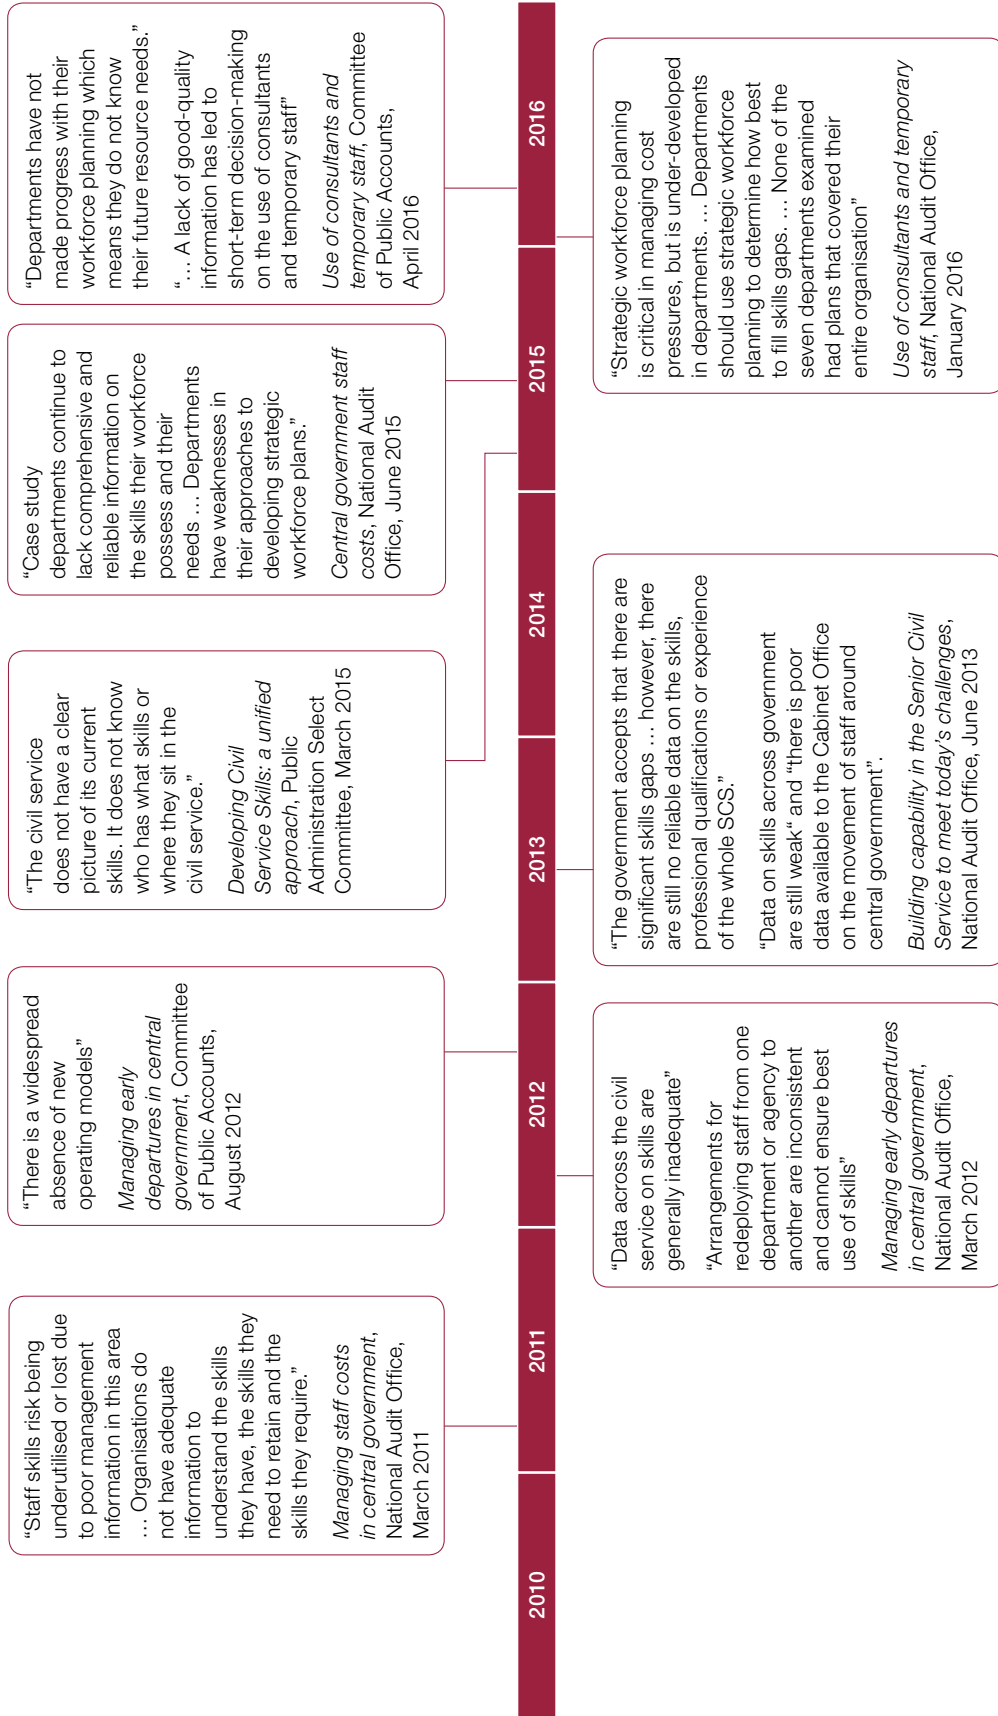 “Staff skills risk being
underutilised or lost due
to poor management
information in this area
… Organisations do
not have adequate
information to
understand the skills
they have, the skills they
need to retain and the
skills they require.”
Managing staff costs
in central government,
National Audit Office,
March 2011
“There is a widespread
absence of new
operating models”
Managing early
departures in central
government, Committee
of Public Accounts,
August 2012
“The civil service
does not have a clear
picture of its current
skills. It does not know
who has what skills or
where they sit in the
civil service.”
Developing Civil
Service Skills: a unified
approach, Public
Administration Select
Committee, March 2015
“Case study
departments continue to
lack comprehensive and
reliable information on
the skills their workforce
possess and their
needs … Departments
have weaknesses in
their approaches to
developing strategic
workforce plans.”
Central government staff
costs, National Audit
Office, June 2015
“Departments have not
made progress with their
workforce planning which
means they do not know
their future resource needs.”
“… A lack of good-quality
information has led to
short-term decision-making
on the use of consultants
and temporary staff”
Use of consultants and
temporary staff, Committee
of Public Accounts,
April 2016
2010
2011
2012
2013
2014
2015
2016
“Data across the civil
service on skills are
generally inadequate”
“Arrangements for
redeploying staff from one
department or agency to
another are inconsistent
and cannot ensure best
use of skills”
Managing early departures
in central government,
National Audit Office,
March 2012
“The government accepts that there are
significant skills gaps … however, there
are still no reliable data on the skills,
professional qualifications or experience
of the whole SCS.”
“Data on skills across government
are still weak“ and “there is poor
data available to the Cabinet Office
on the movement of staff around
central government”.
Building capability in the Senior Civil
Service to meet today’s challenges,
National Audit Office, June 2013
“Strategic workforce planning
is critical in managing cost
pressures, but is under-developed
in departments. … Departments
should use strategic workforce
planning to determine how best
to fill skills gaps. … None of the
seven departments examined
had plans that covered their
entire organisation”
Use of consultants and temporary
staff, National Audit Office,
January 2016